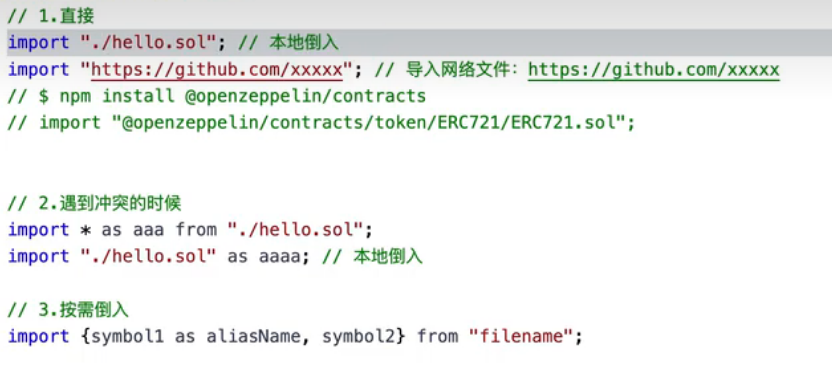 // 1.直接
import "./hello.sol"; // 本地倒入
import "https://github.com/xxxxx"; // 导入网络文件: https://github.com/xxxxx
// $ npm install @openzeppelin/contracts
// import "@openzeppelin/contracts/token/ERC721/ERC721.sol";
// 2.遇到冲突的时候
import * as aaa from "./hello.sol";
import "./hello.sol" as aaaa; // 本地倒入
// 3.按需倒入
import {symbol1 as aliasName, symbol2} from "filename";